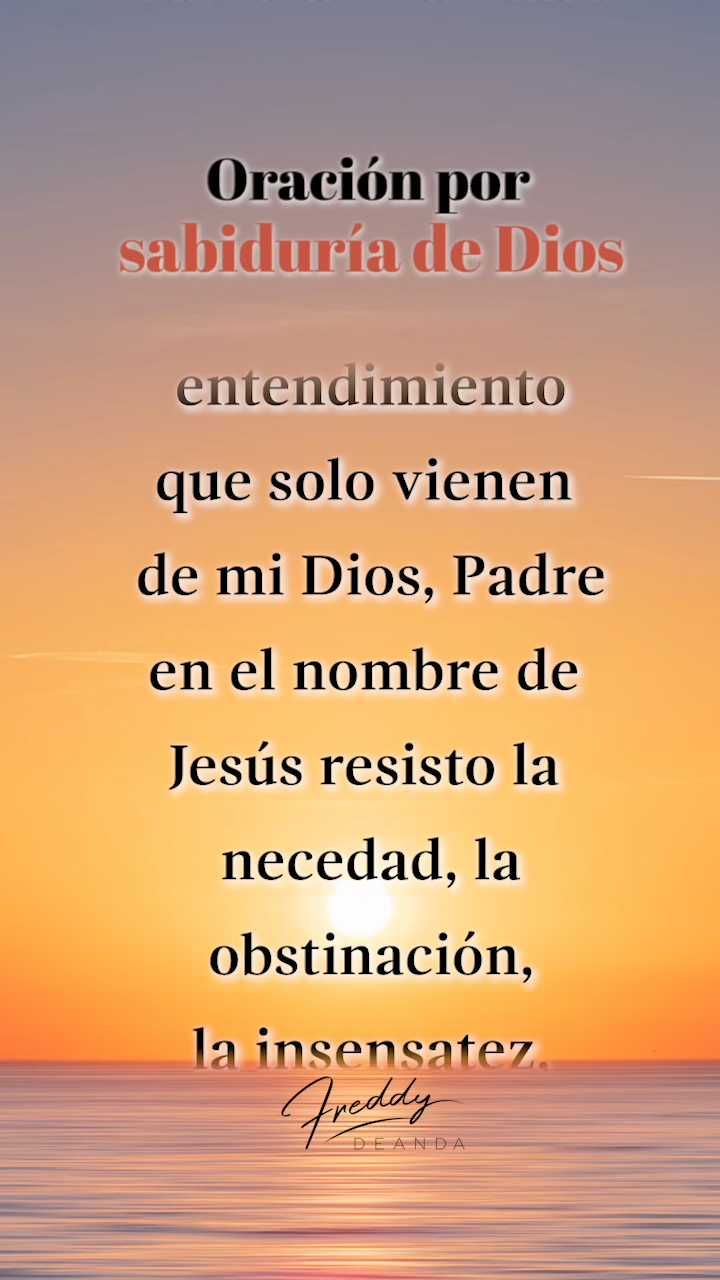 Oración por
sabiduría de Dios
entendimiento
que solo vienen
de mi Dios, Padre
en el nombre de
Jesús resisto la
necedad, la
obstinación,
la insensatez,
Freddy
DEANDA